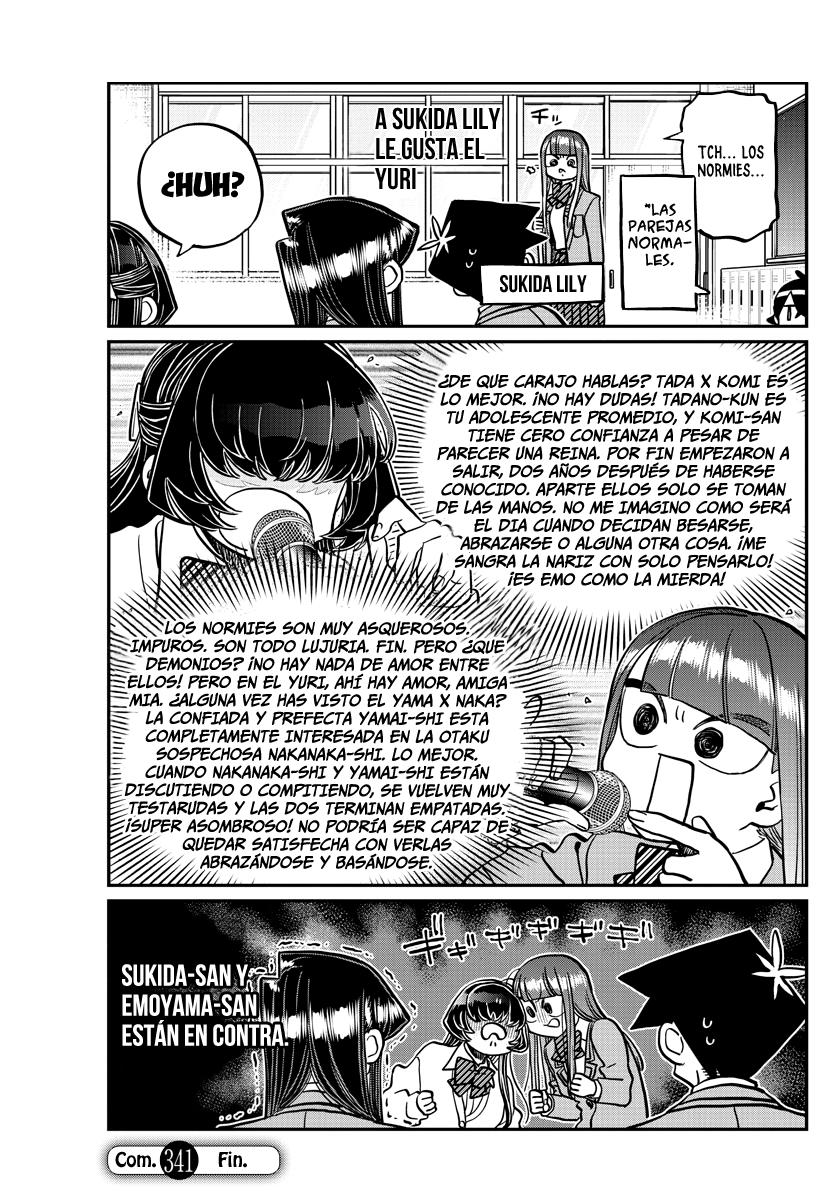 TCH... LOS
NORMIES...
*LAS
PAREJAS
NORMA-
LES.
チッ
SUKIDA LILY
A SUKIDA LILY
LE GUSTA EL
YURI
¿HUH?
¿DE QUE CARAJO HABLAS? TADA X KOMI ES
LO MEJOR. ¡NO HAY DUDAS! TADANO-KUN ES
TU ADOLESCENTE PROMEDIO, Y KOMI-SAN
TIENE CERO CONFIANZA A PESAR DE
PARECER UNA REINA. POR FIN EMPEZARON A
SALIR, DOS AÑOS DESPUÉS DE HABERSE
CONOCIDO. APARTE ELLOS SOLO SE TOMAN
DE LAS MANOS. NO ME IMAGINO COMO SERÁ
EL DIA CUANDO DECIDAN BESARSE,
ABRAZARSE O ALGUNA OTRA COSA. ¡ME
SANGRA LA NARIZ CON SOLO PENSARLO!
¡ES EMO COMO LA MIERDA!
LOS NORMIES SON MUY ASQUEROSOS.
IMPUROS. SON TODO LUJURIA. FIN. PERO ¿QUE
DEMONIOS? ¡NO HAY NADA DE AMOR ENTRE
ELLOS! PERO EN EL YURI, AHÍ HAY AMOR, AMIGA
MIA. ¿ALGUNA VEZ HAS VISTO EL YAMA X NAKA?
LA CONFIADA Y PREFECTA YAMAI-SHI ESTA
COMPLETAMENTE INTERESADA EN LA OTAKU
SOSPECHOSA NAKANAKA-SHI. LO MEJOR.
CUANDO NAKANAKA-SHI Y YAMAI-SHI ESTÁN
DISCUTIENDO O COMPITIENDO, SE VUELVEN MUY
TESTARUDAS Y LAS DOS TERMINAN EMPATADAS.
¡SUPER ASOMBROSO! NO PODRÍA SER CAPAZ DE
QUEDAR SATISFECHA CON VERLAS
ABRAZÁNDOSE Y BASÁNDOSE.
ギギギギギ
SUKIDA-SAN Y
EMOYAMA-SAN
ESTÁN EN CONTRA.
Com. 341 Fin.